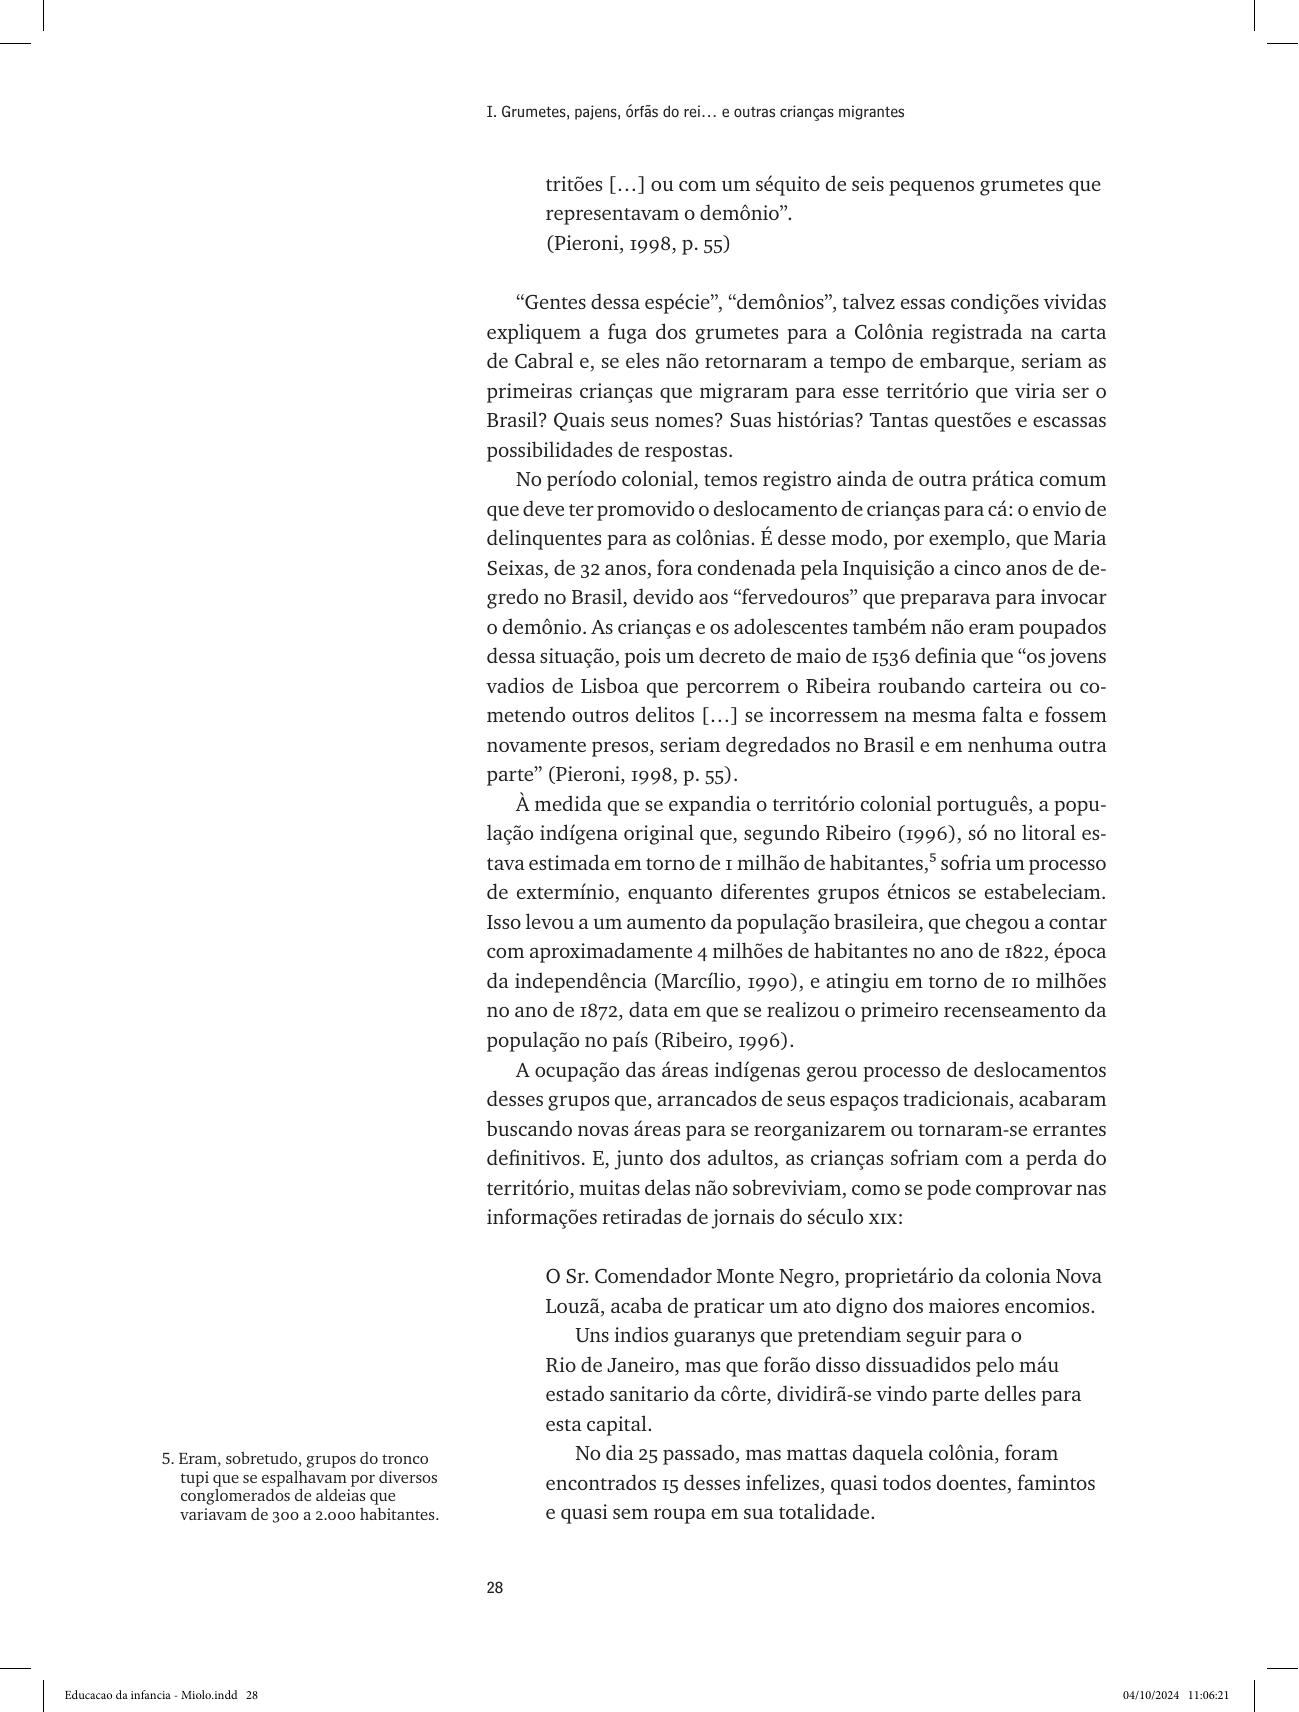 I. Grumetes, pajens, órfãs do rei… e outras crianças migrantes
tritões […] ou com um séquito de seis pequenos grumetes que
representavam o demônio”.
(Pieroni, 1998, p. 55)
“Gentes dessa espécie”, “demônios”, talvez essas condições vividas
expliquem a fuga dos grumetes para a Colônia registrada na carta
de Cabral e, se eles não retornaram a tempo de embarque, seriam as
primeiras crianças que migraram para esse território que viria ser o
Brasil? Quais seus nomes? Suas histórias? Tantas questões e escassas
possibilidades de respostas.
No período colonial, temos registro ainda de outra prática comum
que deve ter promovido o deslocamento de crianças para cá: o envio de
delinquentes para as colônias. É desse modo, por exemplo, que Maria
Seixas, de 32 anos, fora condenada pela Inquisição a cinco anos de de-
gredo no Brasil, devido aos “fervedouros” que preparava para invocar
o demônio. As crianças e os adolescentes também não eram poupados
dessa situação, pois um decreto de maio de 1536 definia que “os jovens
vadios de Lisboa que percorrem o Ribeira roubando carteira ou co-
metendo outros delitos […] se incorressem na mesma falta e fossem
novamente presos, seriam degredados no Brasil e em nenhuma outra
parte” (Pieroni, 1998, p. 55).
À medida que se expandia o território colonial português, a popu-
lação indígena original que, segundo Ribeiro (1996), só no litoral es-
tava estimada em torno de 1 milhão de habitantes,⁵ sofria um processo
de extermínio, enquanto diferentes grupos étnicos se estabeleciam.
Isso levou a um aumento da população brasileira, que chegou a contar
com aproximadamente 4 milhões de habitantes no ano de 1822, época
da independência (Marcílio, 1990), e atingiu em torno de 10 milhões
no ano de 1872, data em que se realizou o primeiro recenseamento da
população no país (Ribeiro, 1996).
A ocupação das áreas indígenas gerou processo de deslocamentos
desses grupos que, arrancados de seus espaços tradicionais, acabaram
buscando novas áreas para se reorganizarem ou tornaram-se errantes
definitivos. E, junto dos adultos, as crianças sofriam com a perda do
território, muitas delas não sobreviviam, como se pode comprovar nas
informações retiradas de jornais do século XIX:
O Sr. Comendador Monte Negro, proprietário da colonia Nova
Louzã, acaba de praticar um ato digno dos maiores encomios.
Uns indios guaranys que pretendiam seguir para o
Rio de Janeiro, mas que forão disso dissuadidos pelo máu
estado sanitario da côrte, dividirã-se vindo parte delles para
esta capital.
No dia 25 passado, mas mattas daquela colônia, foram
encontrados 15 desses infelizes, quasi todos doentes, famintos
e quasi sem roupa em sua totalidade.
5. Eram, sobretudo, grupos do tronco
tupi que se espalhavam por diversos
conglomerados de aldeias que
variavam de 300 a 2.000 habitantes.
28
Educacao da infancia - Miolo.indd 28
04/10/2024 11:06:21